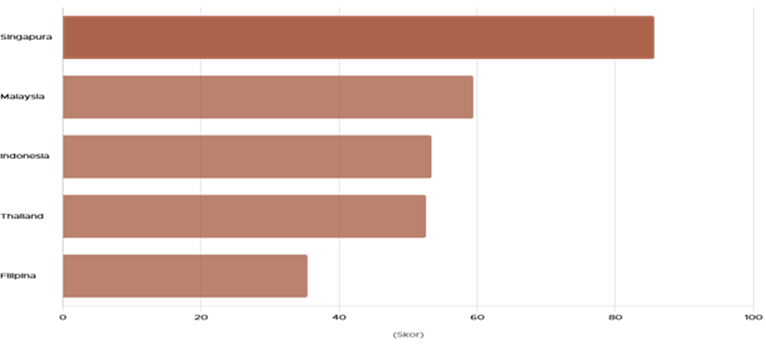 Singapura
Malaysia
Indonesia
Thailand
Filipina
0 20 40 60 80 100
(Skor)